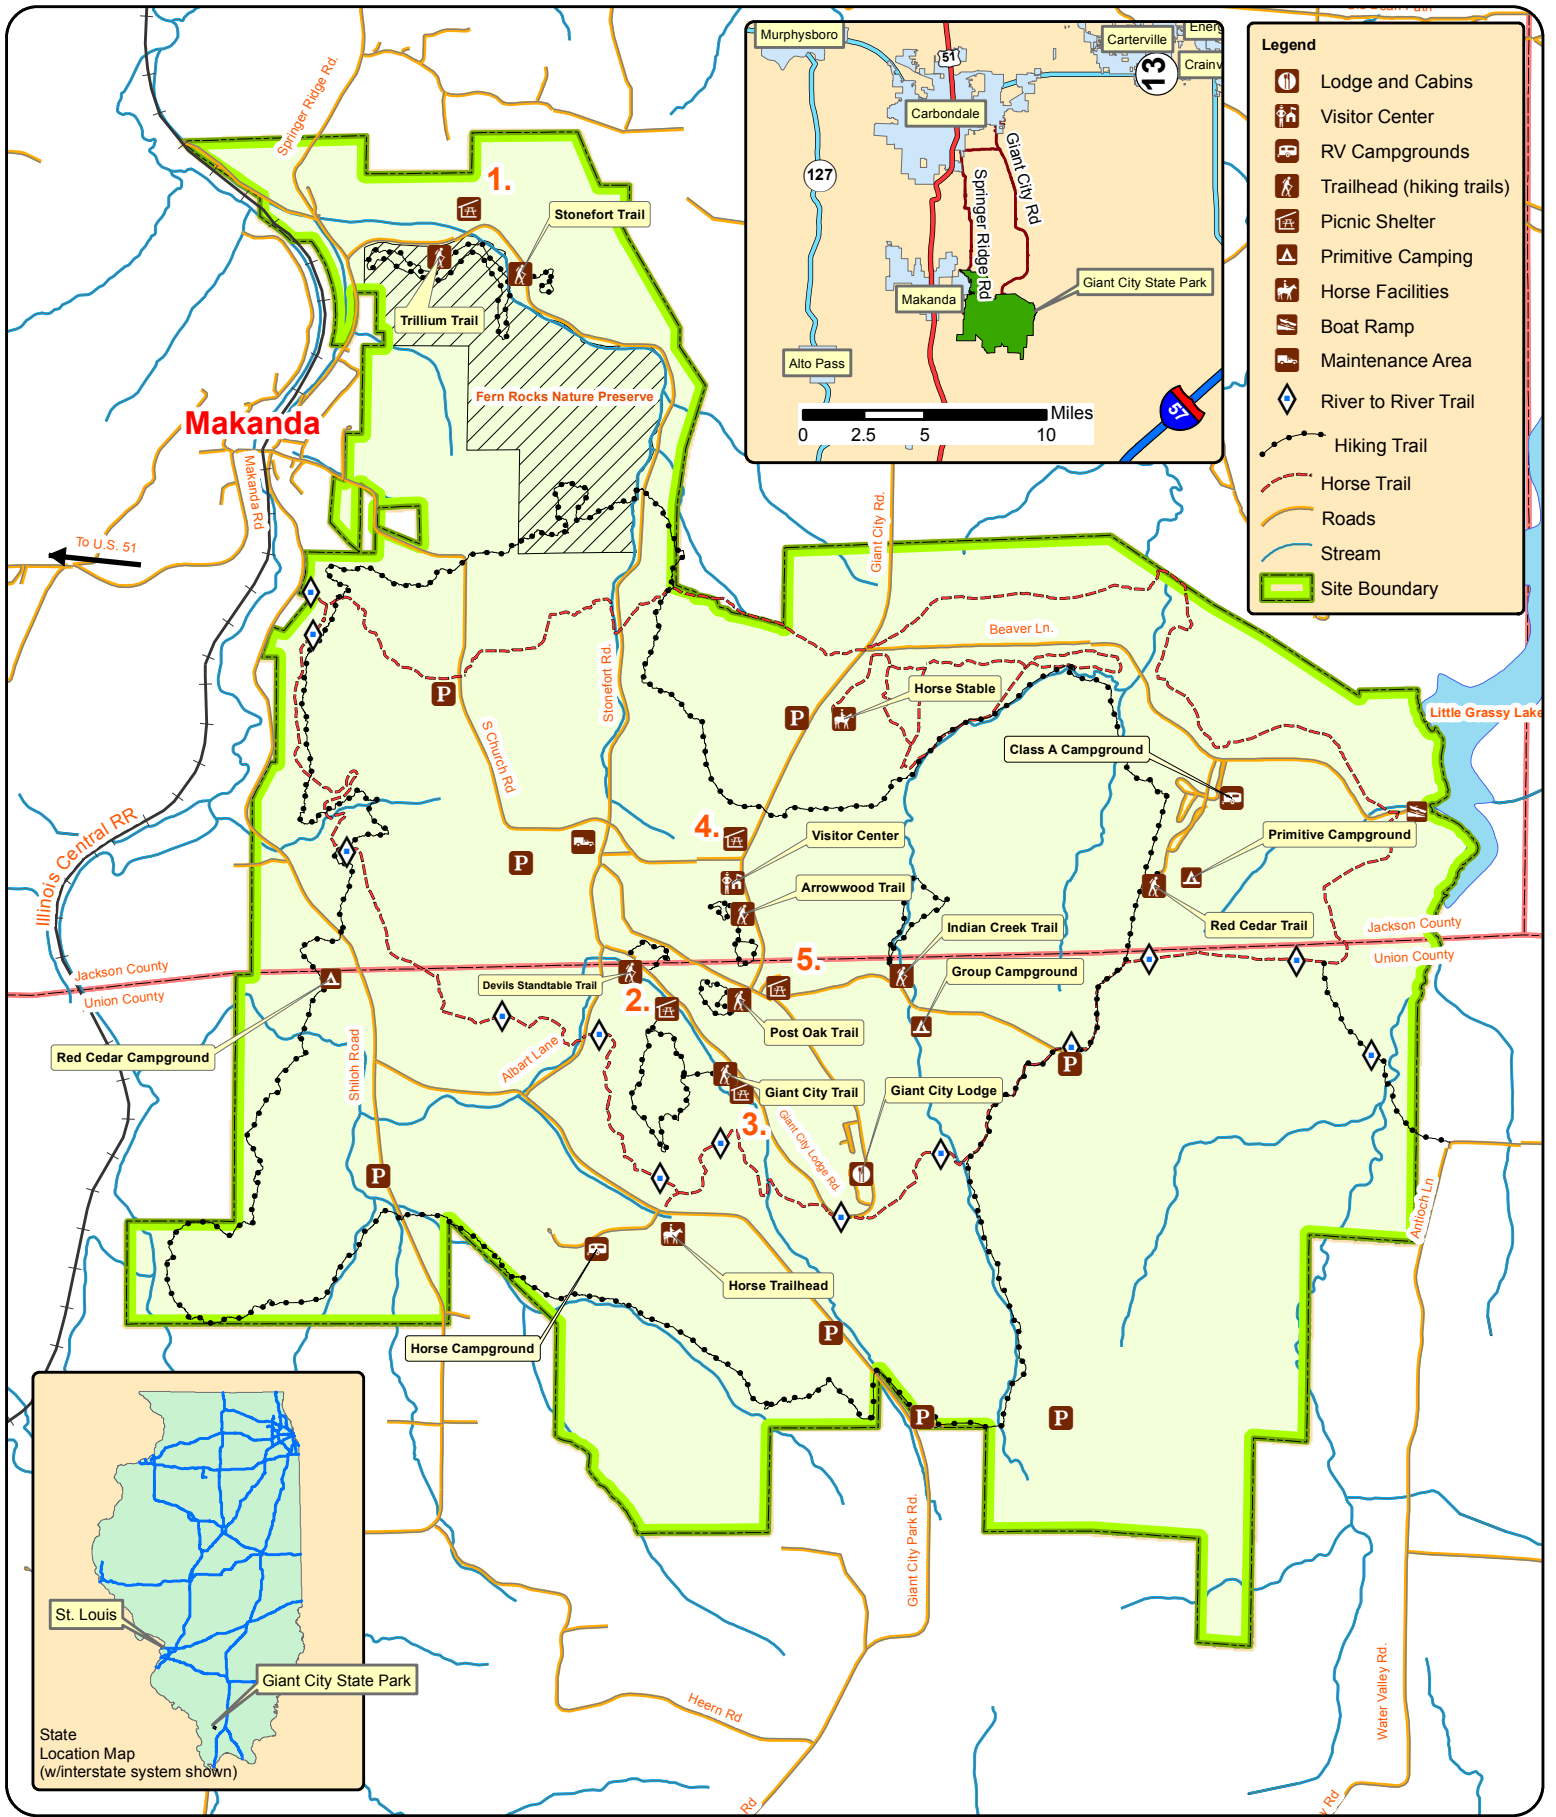 Springer Ridge Rd.
1.
Stonefort Trail
Trillium Trail
Fern Rocks Nature Preserve
Makanda
Makanda Rd
To U.S. 51
Murphysboro
51
Carterville
13
Carbondale
127
Giant City Rd
Springer Ridge Rd
Makanda
Giant City State Park
Alto Pass
57
Miles
0 2.5 5 10
Legend
Lodge and Cabins
Visitor Center
RV Campgrounds
Trailhead (hiking trails)
Picnic Shelter
Primitive Camping
Horse Facilities
Boat Ramp
Maintenance Area
River to River Trail
Hiking Trail
Horse Trail
Roads
Stream
Site Boundary
Giant City Rd.
Beaver Ln.
Stonefort Rd.
P
S Church Rd
P
Horse Stable
Little Grassy Lake
Class A Campground
Illinois Central RR
4.
Visitor Center
Primitive Campground
P
Arrowwood Trail
Indian Creek Trail
Red Cedar Trail
Jackson County
Union County
Jackson County
Union County
5.
Devils Standtable Trail
2.
Group Campground
Post Oak Trail
Red Cedar Campground
Shiloh Road
Albart Lane
P
Giant City Trail
Giant City Lodge
3.
Giant City Lodge Rd.
P
Antioch Ln
Horse Trailhead
Horse Campground
P
P
P
Giant City Park Rd.
St. Louis
Giant City State Park
State
Location Map
(w/interstate system shown)
Heern Rd
Water Valley Rd.
Rd
Rd